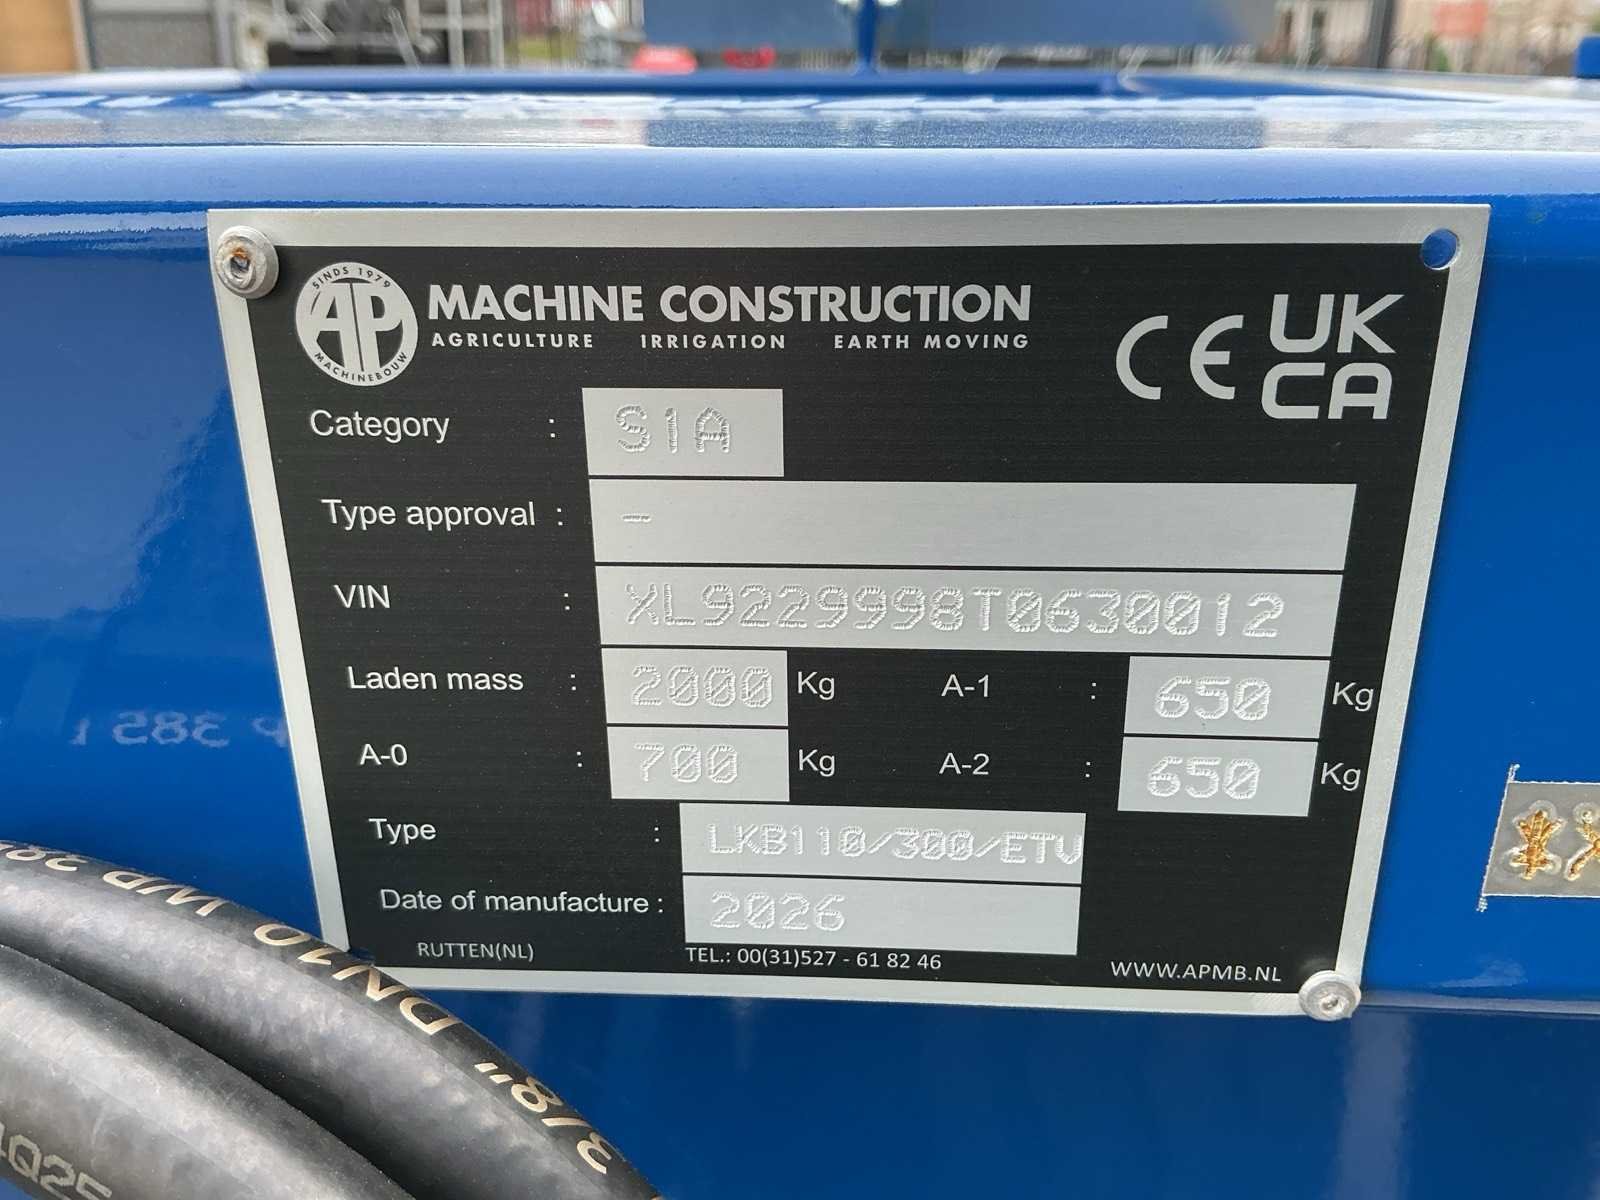 SINDS 1979
AP
MACHINEBOUW
MACHINE CONSTRUCTION
AGRICULTURE IRRIGATION EARTH MOVING
CE
UK
CA
Category : S1A
Type approval : -
VIN : XL9229998T0630012
Laden mass : 2000 Kg A-1 : 650 Kg
A-0 : 700 Kg A-2 : 650 Kg
Type : LKB110/300/ETV
Date of manufacture : 2026
RUTTEN(NL) TEL.: 00(31)527 - 61 82 46 WWW.APMB.NL
3/8" DN10 WP 385
4Q25